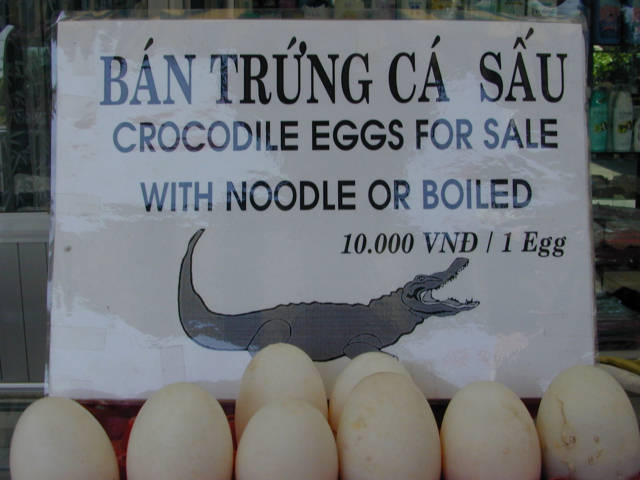 BÁN TRỨNG CÁ SẤU
CROCODILE EGGS FOR SALE
WITH NOODLE OR BOILED
10.000 VNĐ / 1 Egg